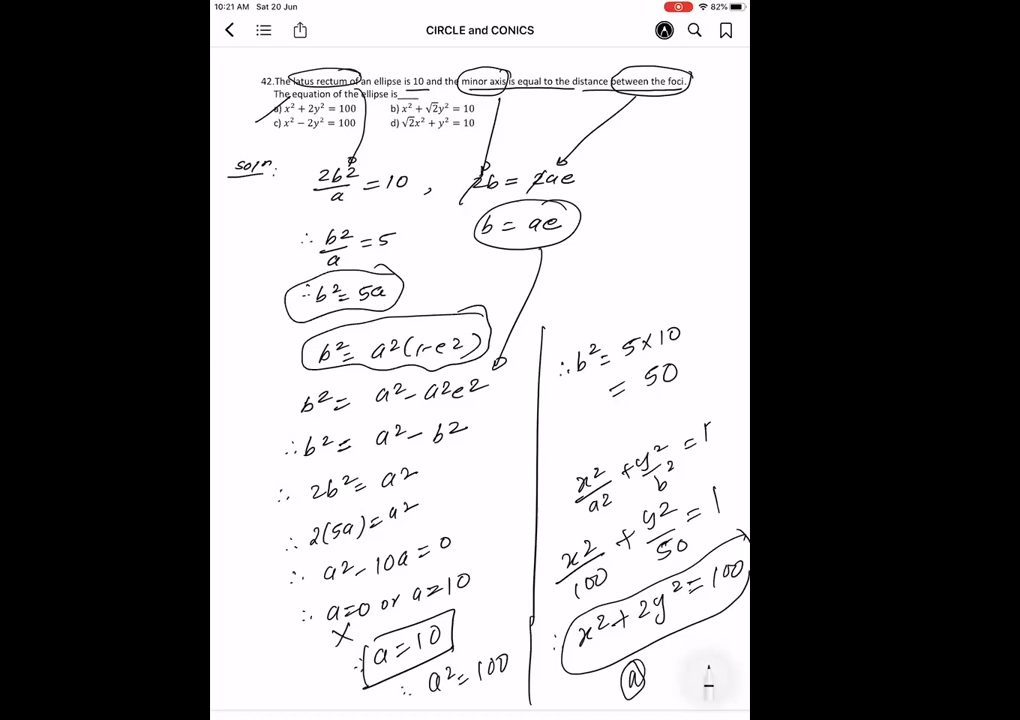 10:21 AM Sat 20 Jun
82%
CIRCLE and CONICS
42.The latus rectum of an ellipse is 10 and the minor axis is equal to the distance between the foci.
The equation of the ellipse is___
a) x² + 2y² = 100 b) x² + √2y² = 10
c) x² − 2y² = 100 d) √2x² + y² = 10
soln:
2b²/a = 10 , 2b = 2ae
b = ae
∴ b²/a = 5
∴ b² = 5a
b² = a²(1-e²)
b² = a² - a²e²
∴ b² = a² - b²
∴ 2b² = a²
∴ 2(5a) = a²
∴ a² - 10a = 0
∴ a=0 or a=10
X
∴ a = 10
∴ a² = 100
∴ b² = 5 × 10
= 50
x²/a² + y²/b² = 1
x²/100 + y²/50 = 1
∴ x² + 2y² = 100
a